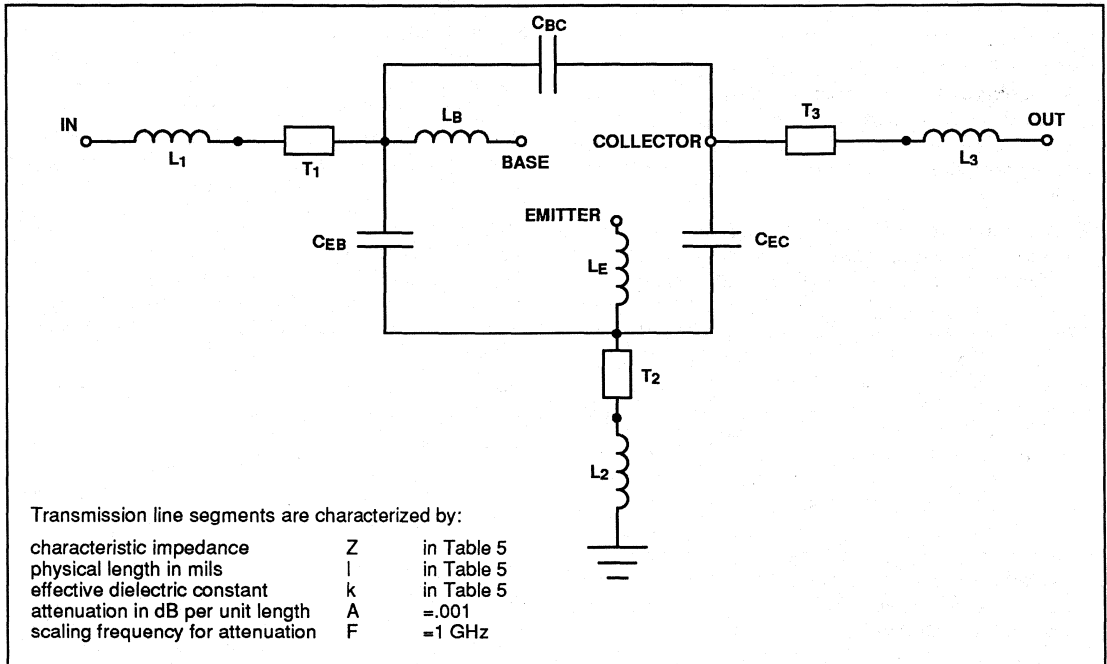 CBC
IN
L1
T1
LB
BASE
COLLECTOR
T3
L3
OUT
CEB
EMITTER
LE
CEC
T2
L2
Transmission line segments are characterized by:
characteristic impedance Z in Table 5
physical length in mils l in Table 5
effective dielectric constant k in Table 5
attenuation in dB per unit length A =.001
scaling frequency for attenuation F =1 GHz